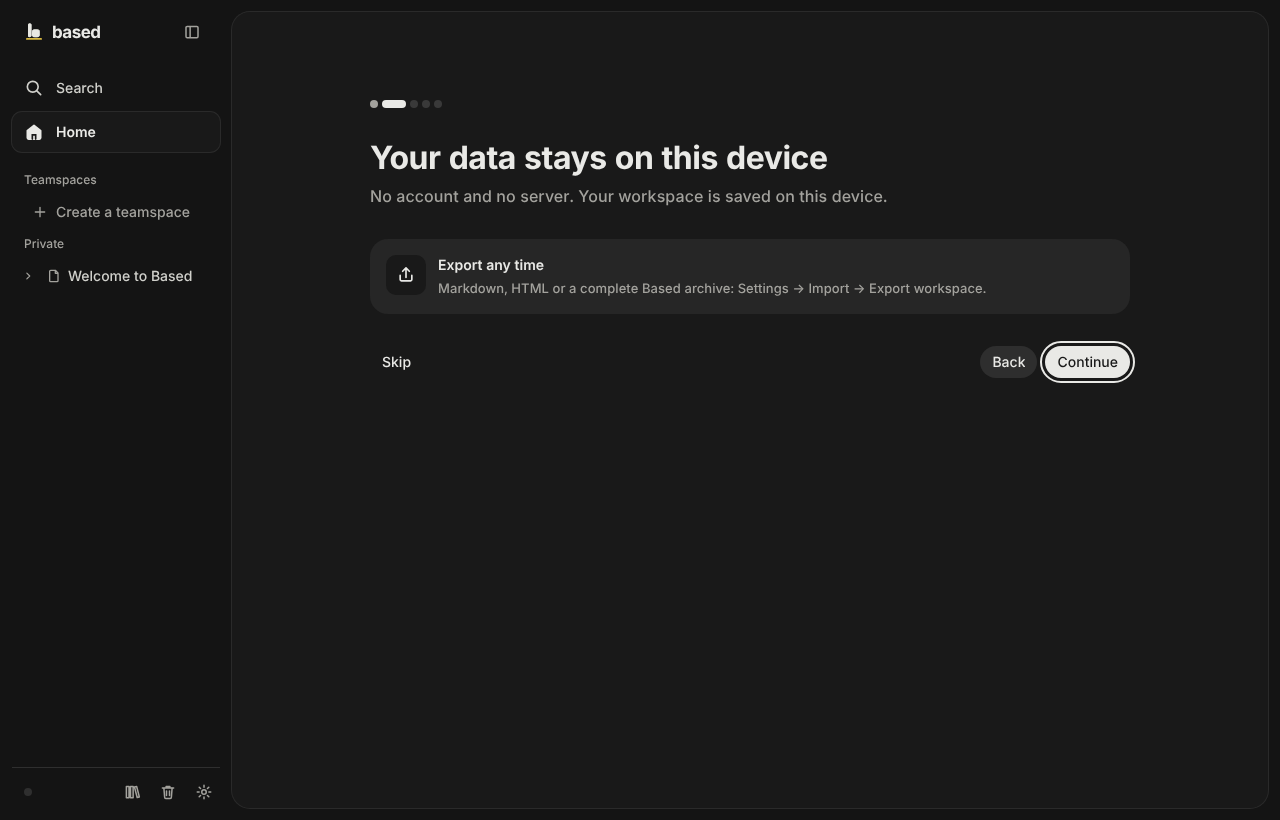 based
Search
Home
Teamspaces
Create a teamspace
Private
Welcome to Based
Your data stays on this device
No account and no server. Your workspace is saved on this device.
Export any time
Markdown, HTML or a complete Based archive: Settings → Import → Export workspace.
Skip
Back
Continue